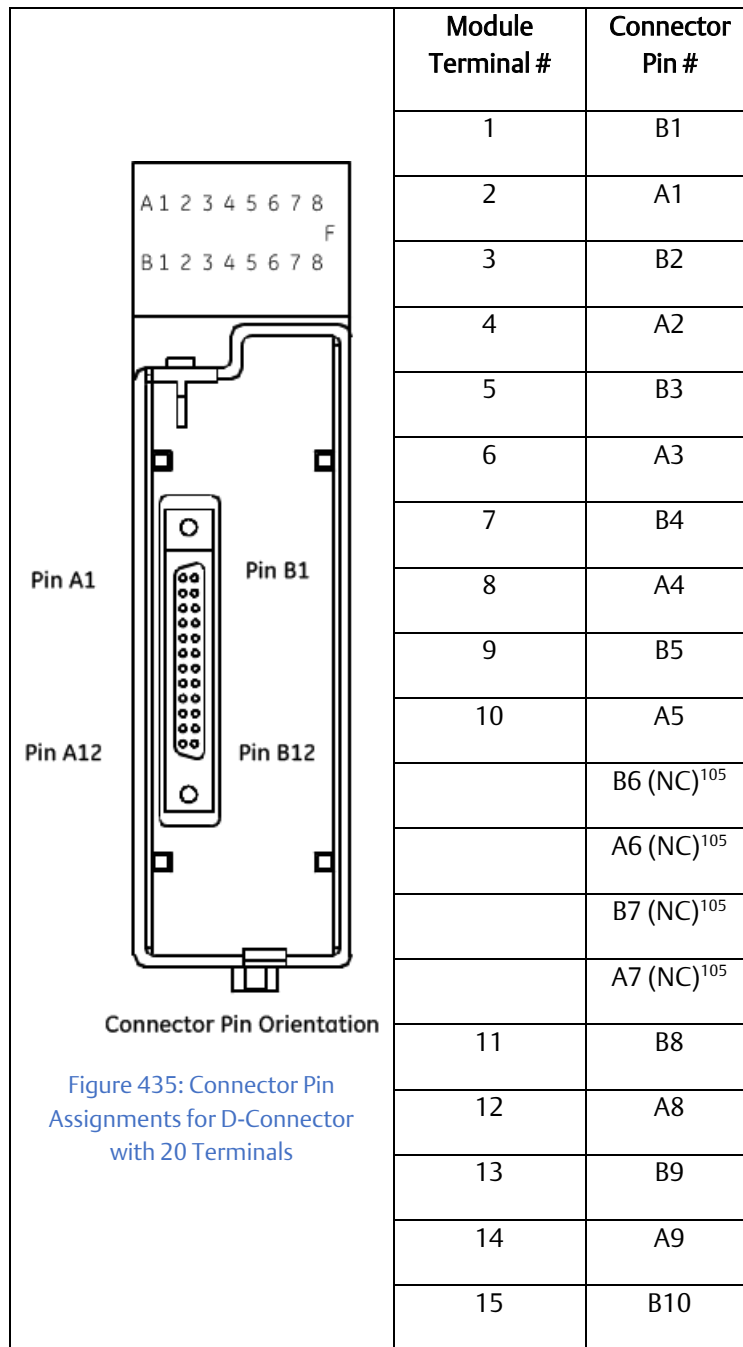 Module Terminal # Connector Pin #
1 B1
2 A1
3 B2
4 A2
5 B3
6 A3
7 B4
8 A4
9 B5
10 A5
B6 (NC)105
A6 (NC)105
B7 (NC)105
A7 (NC)105
11 B8
12 A8
13 B9
14 A9
15 B10
A 1 2 3 4 5 6 7 8
F
B 1 2 3 4 5 6 7 8
Pin A1 Pin B1
Pin A12 Pin B12
Connector Pin Orientation
Figure 435: Connector Pin
Assignments for D-Connector
with 20 Terminals